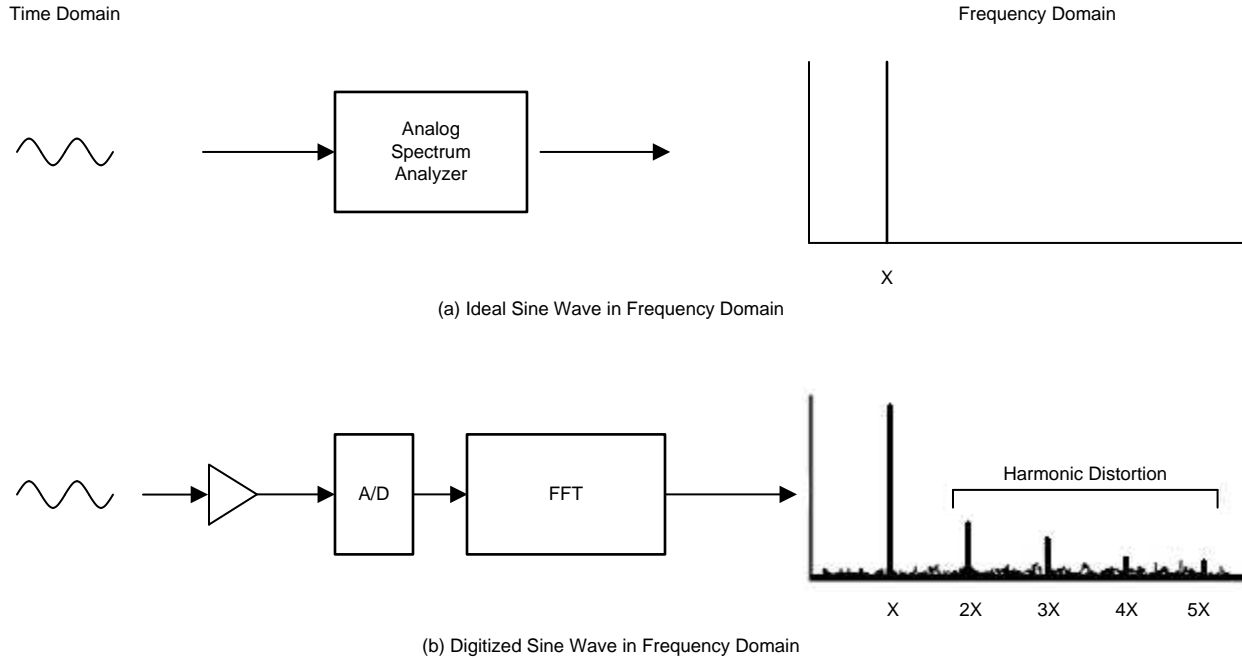 Time Domain
Frequency Domain
Analog
Spectrum
Analyzer
X
(a) Ideal Sine Wave in Frequency Domain
A/D
FFT
Harmonic Distortion
X 2X 3X 4X 5X
(b) Digitized Sine Wave in Frequency Domain